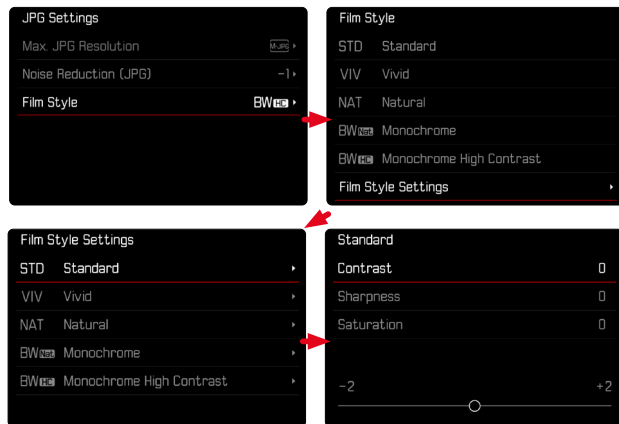 JPG Settings
Max. JPG Resolution M-JPG
Noise Reduction (JPG) -1
Film Style BW HC
Film Style
STD Standard
VIV Vivid
NAT Natural
BW Nat. Monochrome
BW HC Monochrome High Contrast
Film Style Settings
Film Style Settings
STD Standard
VIV Vivid
NAT Natural
BW Nat. Monochrome
BW HC Monochrome High Contrast
Standard
Contrast 0
Sharpness 0
Saturation 0
-2 +2